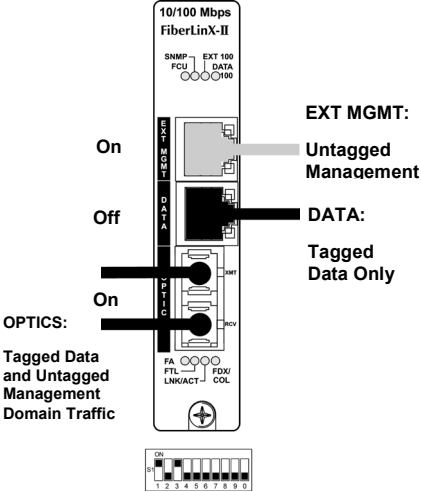 10/100 Mbps
FiberLinX-II
SNMP EXT 100
FCU DATA
100
EXT MGMT
DATA
OPTIC
On
Off
On
EXT MGMT:
Untagged
Management
DATA:
Tagged
Data Only
OPTICS:
Tagged Data
and Untagged
Management
Domain Traffic
XMT
RCV
FA
FTL FDX/
LNK/ACT COL
ON
S1
1 2 3 4 5 6 7 8 9 0